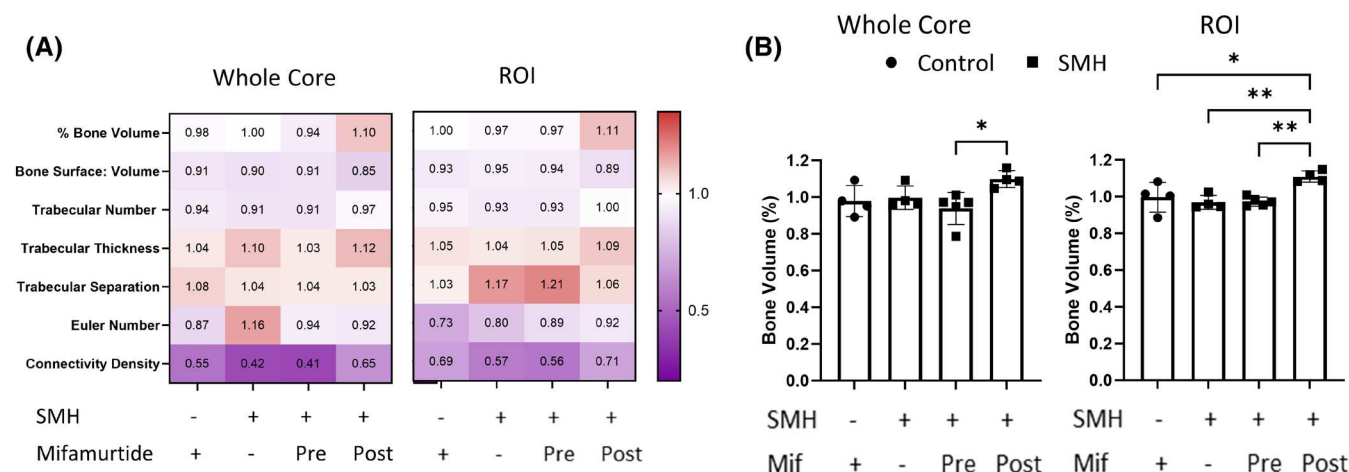 (A)
Whole Core ROI
% Bone Volume 0.98 1.00 0.94 1.10 1.00 0.97 0.97 1.11
Bone Surface: Volume 0.91 0.90 0.91 0.85 0.93 0.95 0.94 0.89
Trabecular Number 0.94 0.91 0.91 0.97 0.95 0.93 0.93 1.00
Trabecular Thickness 1.04 1.10 1.03 1.12 1.05 1.04 1.05 1.09
Trabecular Separation 1.08 1.04 1.04 1.03 1.03 1.17 1.21 1.06
Euler Number 0.87 1.16 0.94 0.92 0.73 0.80 0.89 0.92
Connectivity Density 0.55 0.42 0.41 0.65 0.69 0.57 0.56 0.71
1.0
0.5
SMH - + + + - + + +
Mifamurtide + - Pre Post + - Pre Post
(B)
Whole Core ROI
Control SMH
*
**
**
*
Bone Volume (%)
1.2
1.0
0.8
0.6
0.4
0.2
0.0
SMH - + + +
Mif + - Pre Post
Bone Volume (%)
1.2
1.0
0.8
0.6
0.4
0.2
0.0
SMH - + + +
Mif + - Pre Post